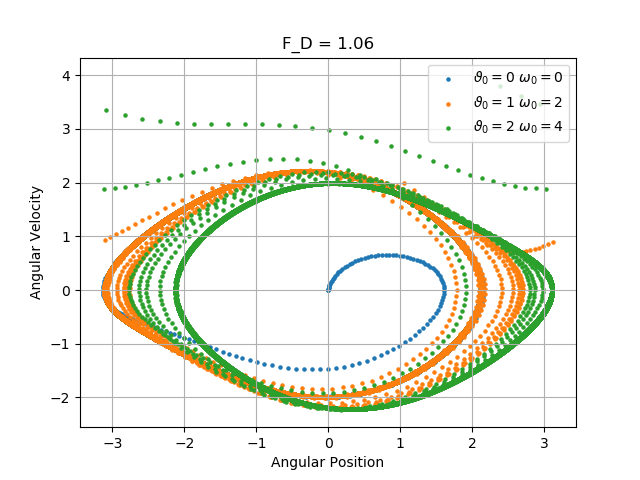 F_D = 1.06
ϑ₀ = 0 ω₀ = 0
ϑ₀ = 1 ω₀ = 2
ϑ₀ = 2 ω₀ = 4
4
3
2
1
0
−1
−2
Angular Velocity
−3 −2 −1 0 1 2 3
Angular Position